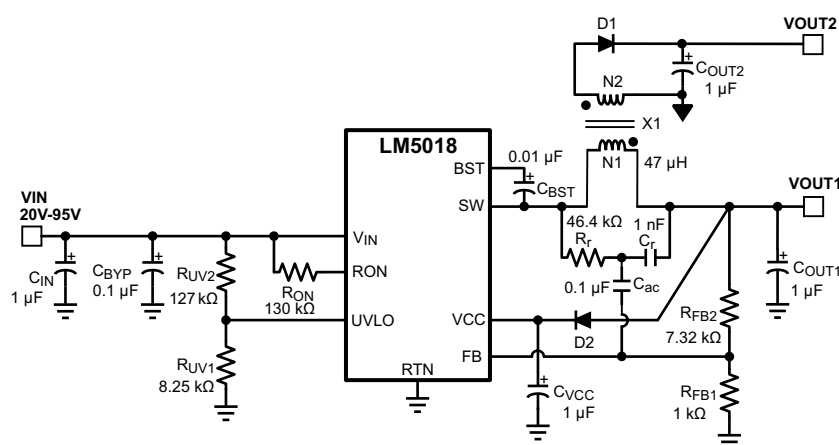 D1
VOUT2
+
COUT2
1 µF
N2
X1
LM5018
BST
0.01 µF
+
CBST
N1
47 µH
VIN
20V-95V
SW
VOUT1
46.4 kΩ
1 nF
Rr
Cr
VIN
+
CIN
1 µF
+
CBYP
0.1 µF
RUV2
127 kΩ
RON
RON
130 kΩ
0.1 µF
Cac
+
COUT1
1 µF
UVLO
VCC
D2
RFB2
7.32 kΩ
FB
RUV1
8.25 kΩ
RTN
+
CVCC
1 µF
RFB1
1 kΩ